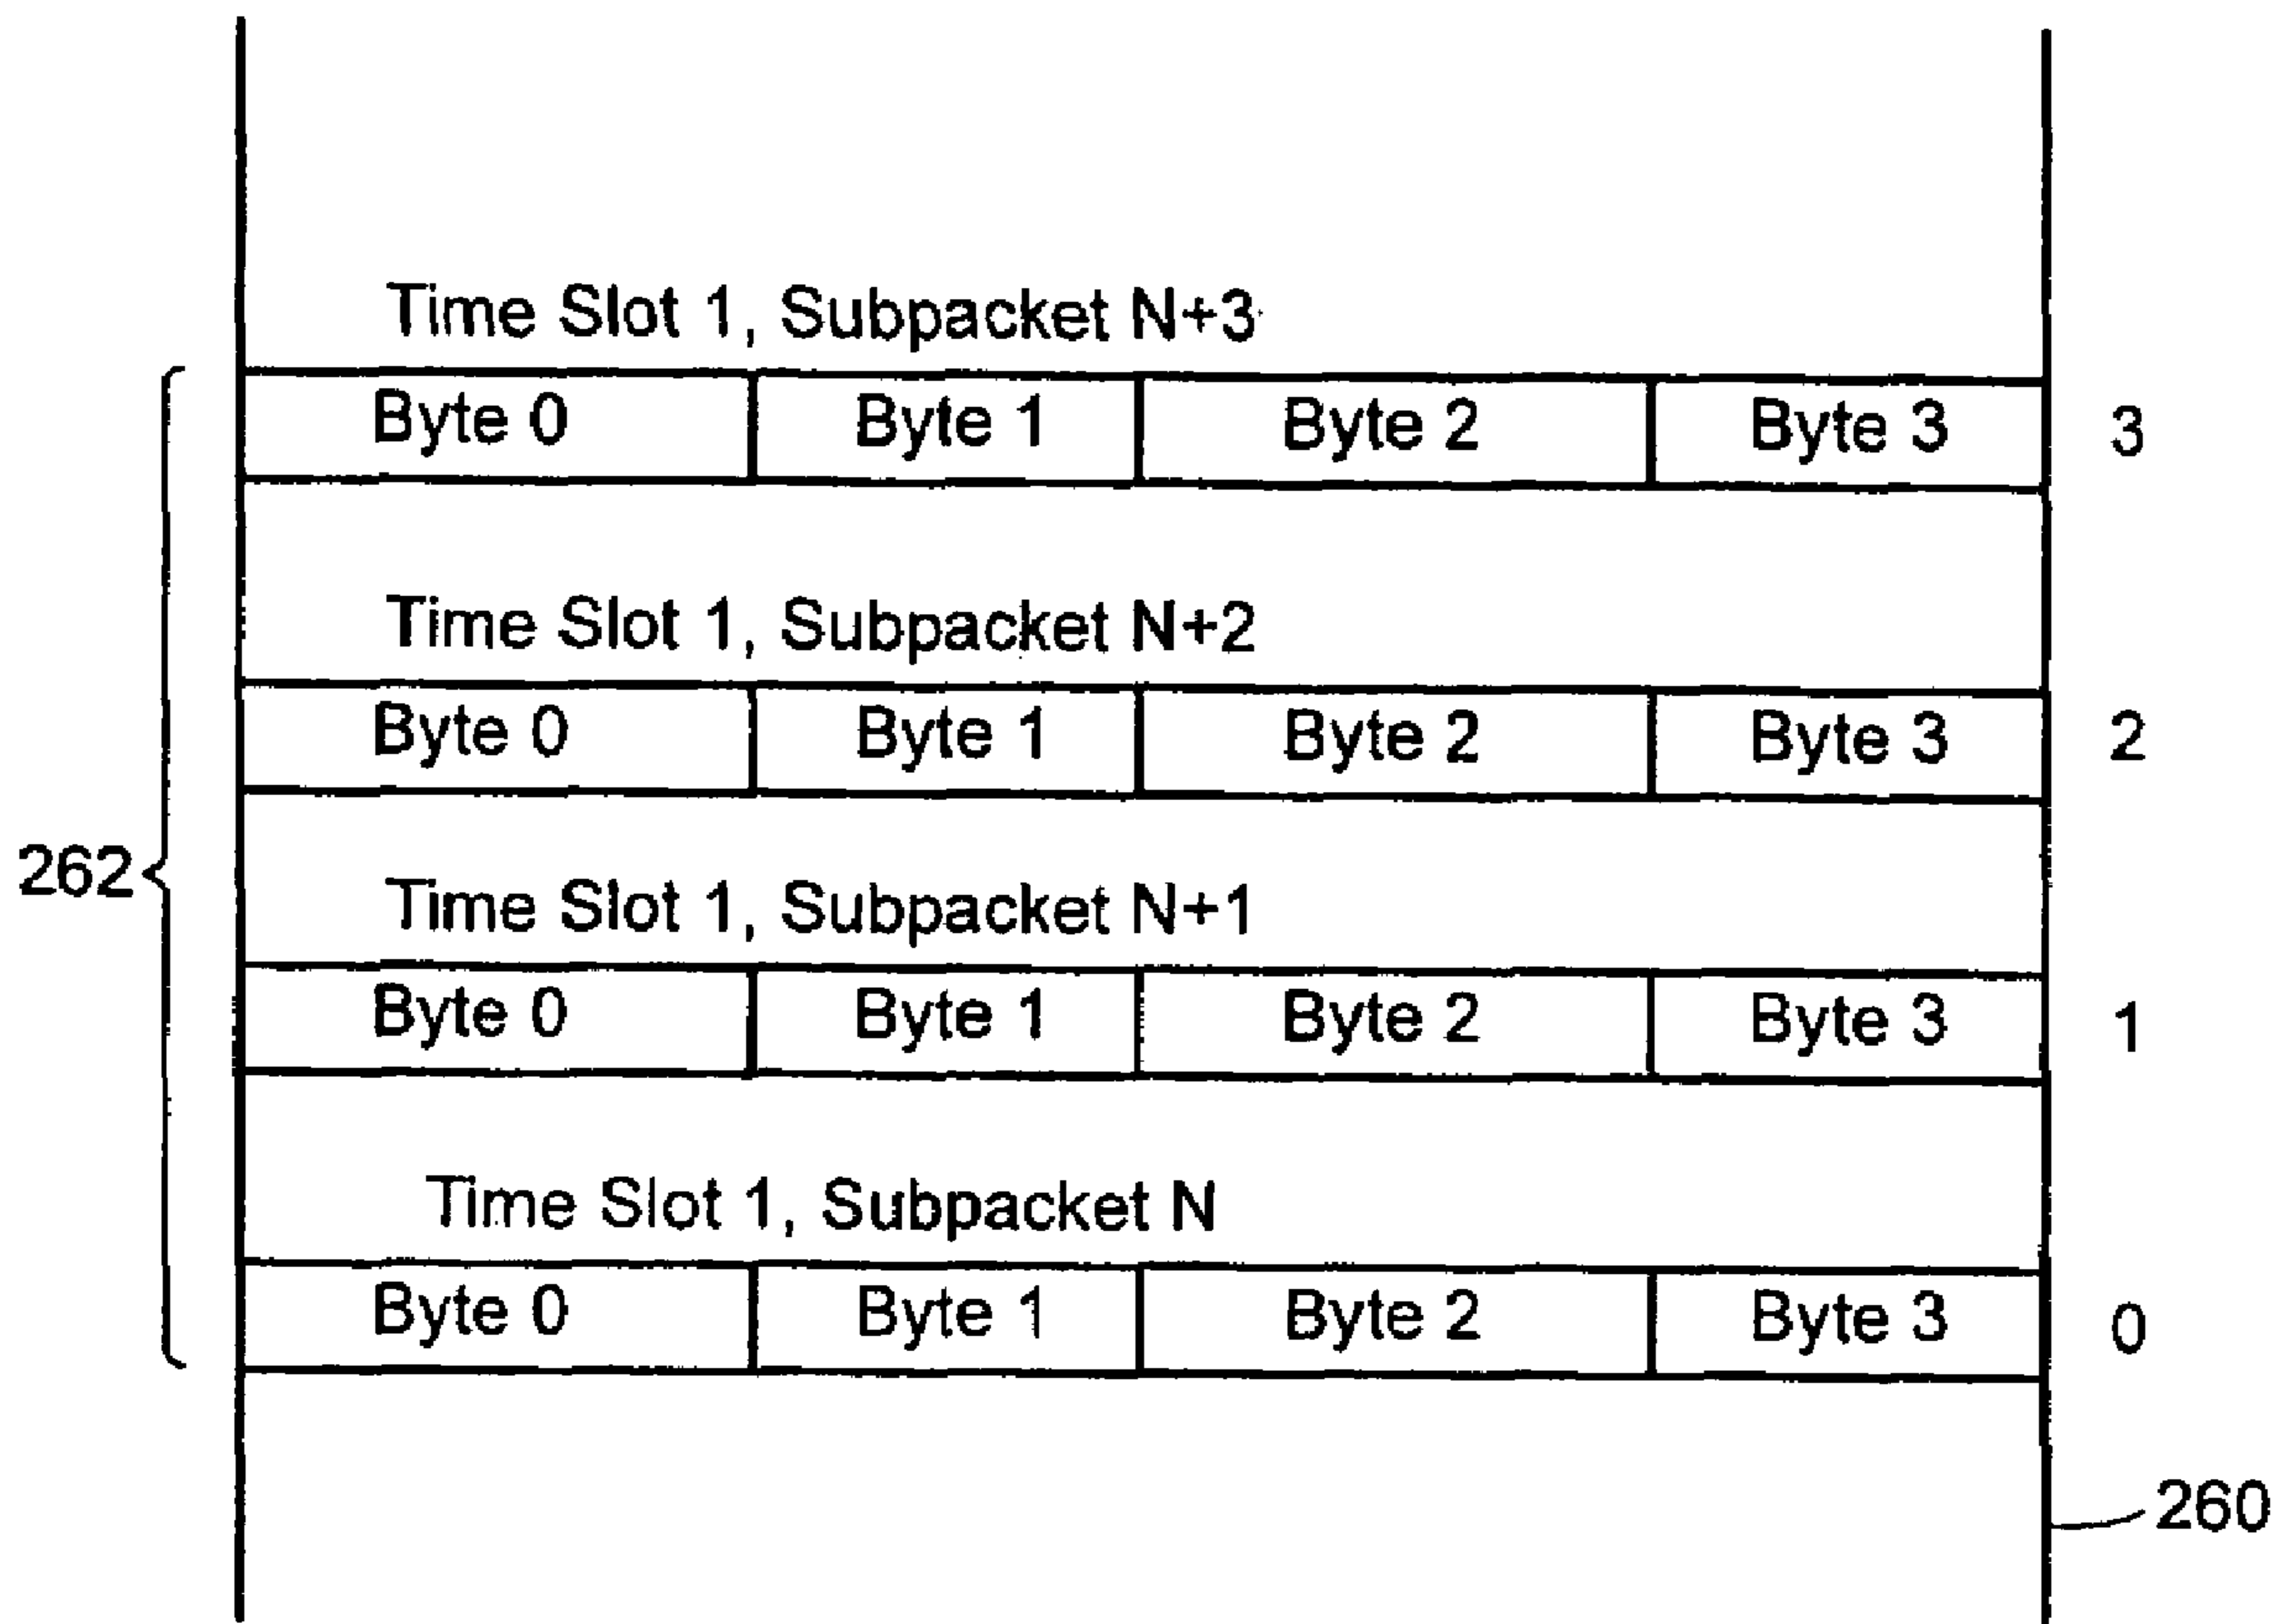 Time Slot 1, Subpacket N+3
Byte 0 Byte 1 Byte 2 Byte 3 3
Time Slot 1, Subpacket N+2
Byte 0 Byte 1 Byte 2 Byte 3 2
262
Time Slot 1, Subpacket N+1
Byte 0 Byte 1 Byte 2 Byte 3 1
Time Slot 1, Subpacket N
Byte 0 Byte 1 Byte 2 Byte 3 0
260